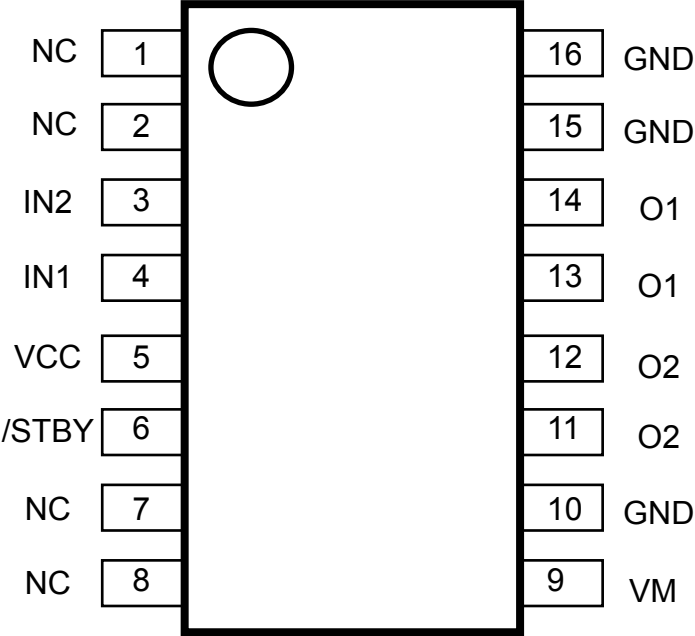 NC 1 16 GND
NC 2 15 GND
IN2 3 14 O1
IN1 4 13 O1
VCC 5 12 O2
/STBY 6 11 O2
NC 7 10 GND
NC 8 9 VM